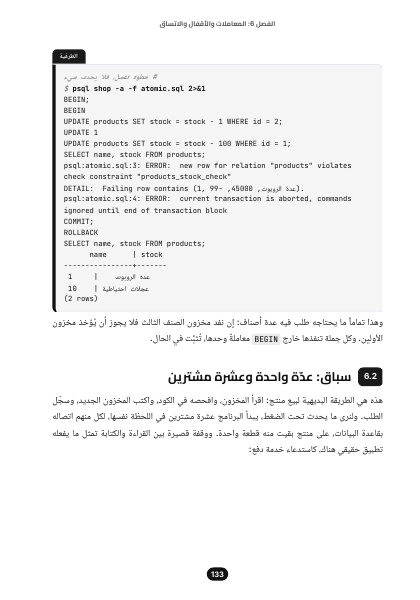 الفصل 6: المعاملات والأقفال والاتساق
الطرفية
# خطوة تفشل، فلا يحدث شيء
$ psql shop -a -f atomic.sql 2>&1
BEGIN;
BEGIN
UPDATE products SET stock = stock - 1 WHERE id = 2;
UPDATE 1
UPDATE products SET stock = stock - 100 WHERE id = 1;
SELECT name, stock FROM products;
psql:atomic.sql:3: ERROR:  new row for relation "products" violates
check constraint "products_stock_check"
DETAIL:  Failing row contains (1, عدة الروبوت, 45000, -99).
psql:atomic.sql:4: ERROR:  current transaction is aborted, commands
ignored until end of transaction block
COMMIT;
ROLLBACK
SELECT name, stock FROM products;
name | stock
---------------+-------
عدة الروبوت | 1
عجلات احتياطية | 10
(2 rows)
وهذا تماماً ما يحتاجه طلب فيه عدة أصناف: إن نفد مخزون الصنف الثالث فلا يجوز أن يُؤخذ مخزون
الأولين. وكل جملة تنفذها خارج BEGIN معاملةٌ وحدها، تُثبَّت في الحال.
6.2 سباق: عدّة واحدة وعشرة مشترين
هذه هي الطريقة البديهية لبيع منتج: اقرأ المخزون، وافحصه في الكود، واكتب المخزون الجديد، وسجّل
الطلب. ولنرى ما يحدث تحت الضغط، يبدأ البرنامج عشرة مشترين في اللحظة نفسها، لكل منهم اتصاله
بقاعدة البيانات، على منتج بقيت منه قطعة واحدة. ووقفة قصيرة بين القراءة والكتابة تمثل ما يفعله
تطبيق حقيقي هناك، كاستدعاء خدمة دفع:
133